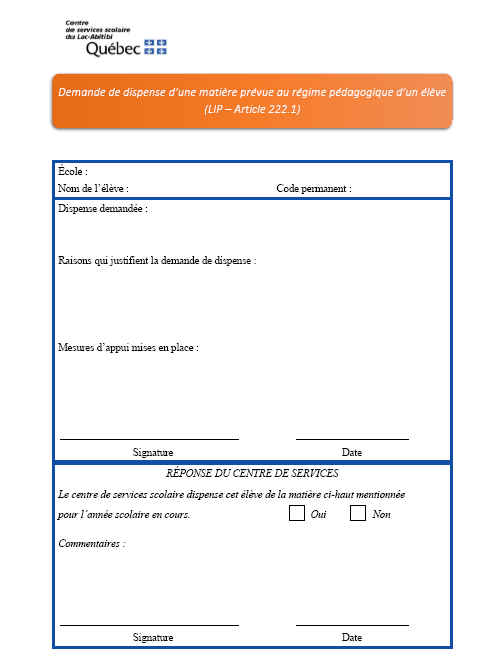 Centre
de services scolaire
du Lac-Abitibi
Québec
Demande de dispense d'une matière prévue au régime pédagogique d'un élève
(LIP – Article 222.1)
École :
Nom de l'élève : Code permanent :
Dispense demandée :
Raisons qui justifient la demande de dispense :
Mesures d'appui mises en place :
Signature Date
RÉPONSE DU CENTRE DE SERVICES
Le centre de services scolaire dispense cet élève de la matière ci-haut mentionnée
pour l'année scolaire en cours. Oui Non
Commentaires :
Signature Date